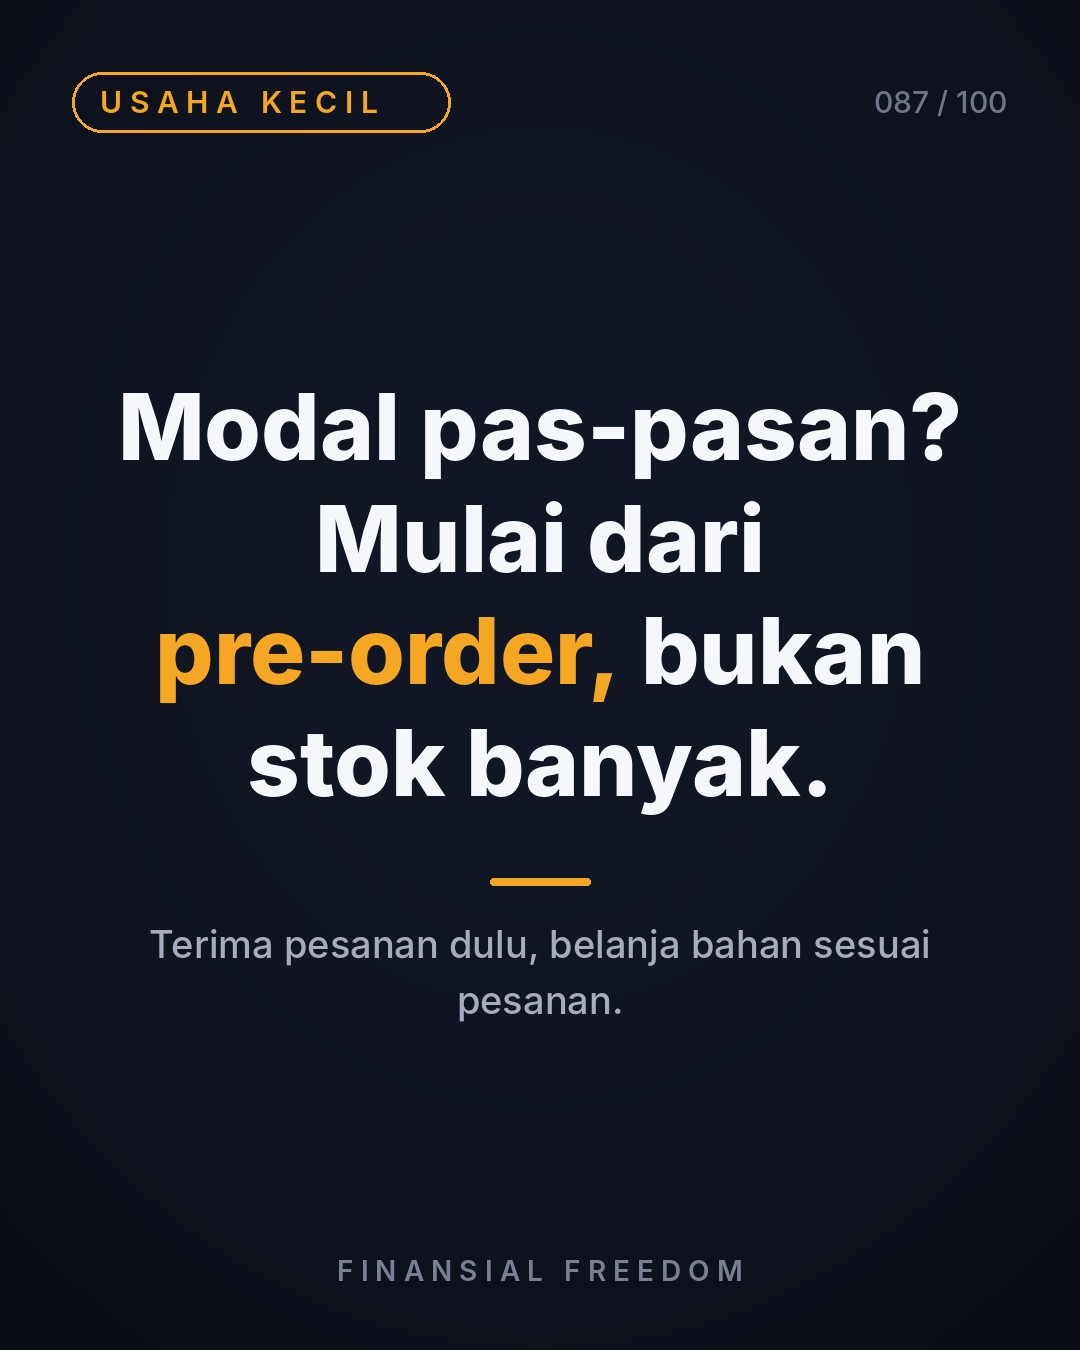 USAHA KECIL
087 / 100
Modal pas-pasan?
Mulai dari
pre-order, bukan
stok banyak.
Terima pesanan dulu, belanja bahan sesuai
pesanan.
FINANSIAL FREEDOM